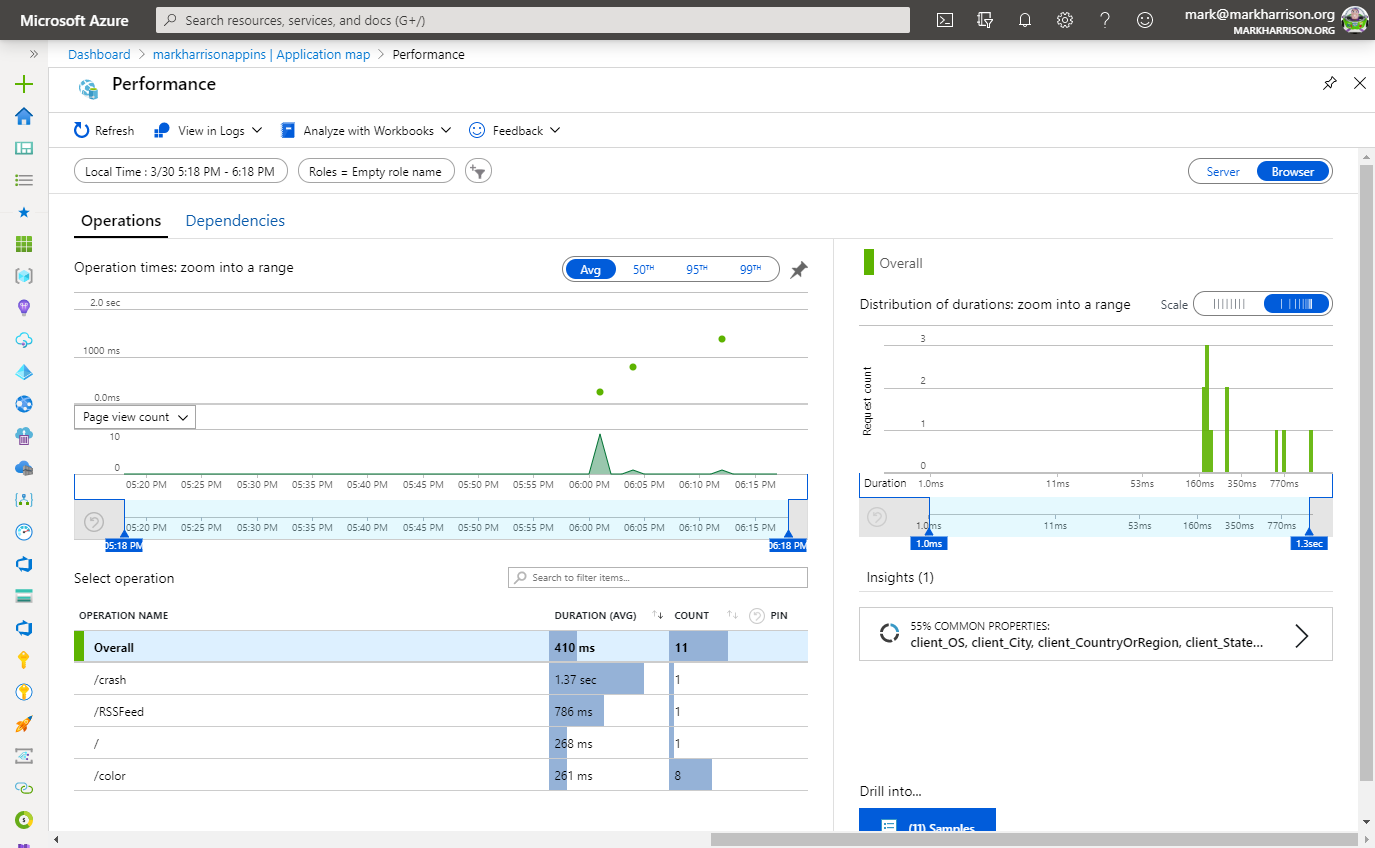 Microsoft Azure
Search resources, services, and docs (G+/)
mark@markharrison.org
MARKHARRISON.ORG
Dashboard > markharrisonappins | Application map > Performance
Performance
Refresh View in Logs Analyze with Workbooks Feedback
Local Time : 3/30 5:18 PM - 6:18 PM Roles = Empty role name Server Browser
Operations Dependencies
Operation times: zoom into a range Avg 50TH 95TH 99TH
2.0 sec
1000 ms
0.0ms
Page view count
10
0
05:20 PM 05:25 PM 05:30 PM 05:35 PM 05:40 PM 05:45 PM 05:50 PM 05:55 PM 06:00 PM 06:05 PM 06:10 PM 06:15 PM
05:20 PM 05:25 PM 05:30 PM 05:35 PM 05:40 PM 05:45 PM 05:50 PM 05:55 PM 06:00 PM 06:05 PM 06:10 PM 06:15 PM
05:18 PM 06:18 PM
Select operation Search to filter items...
OPERATION NAME DURATION (AVG) COUNT PIN
Overall 410 ms 11
/crash 1.37 sec 1
/RSSFeed 786 ms 1
/ 268 ms 1
/color 261 ms 8
Overall
Distribution of durations: zoom into a range Scale
Request count
3
2
1
0
Duration 1.0ms 11ms 53ms 160ms 350ms 770ms
1.0ms 11ms 53ms 160ms 350ms 770ms
1.0ms 1.3sec
Insights (1)
55% COMMON PROPERTIES:
client_OS, client_City, client_CountryOrRegion, client_State...
Drill into...
(11) Samples